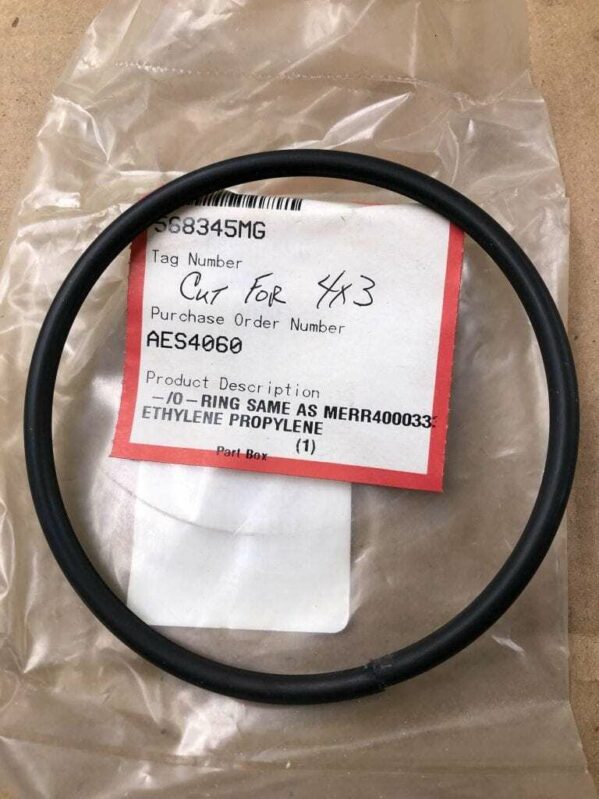 568345MG
Tag Number
CUT FOR 4x3
Purchase Order Number
AES4060
Product Description
-/O-RING SAME AS MERR400033
ETHYLENE PROPYLENE
(1)
Part Box